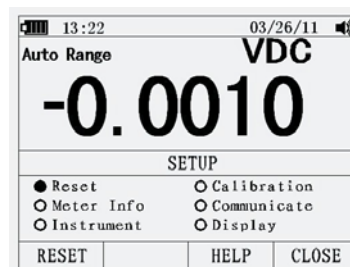 13:22 03/26/11
Auto Range VDC
-0.0010
SETUP
Reset Calibration
Meter Info Communicate
Instrument Display
RESET HELP CLOSE